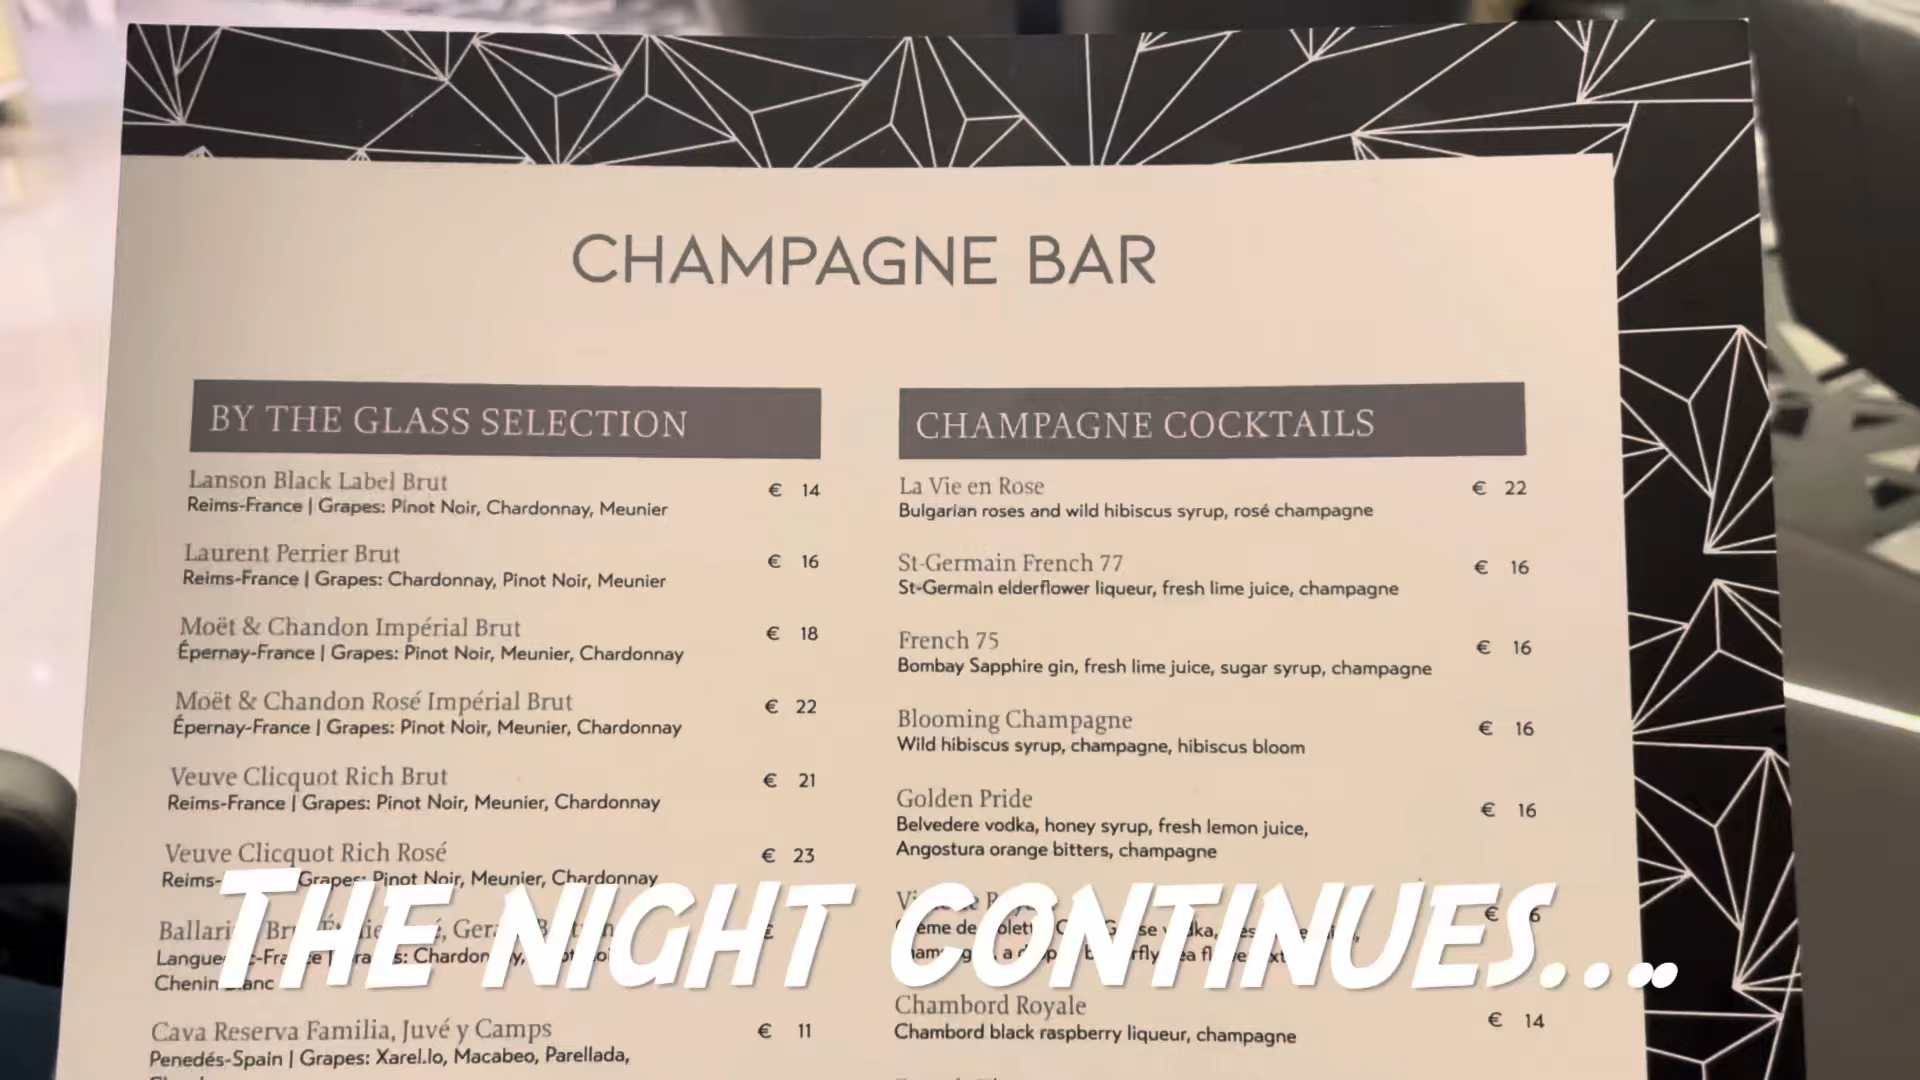 CHAMPAGNE BAR
BY THE GLASS SELECTION
Lanson Black Label Brut € 14
Reims-France | Grapes: Pinot Noir, Chardonnay, Meunier
Laurent Perrier Brut € 16
Reims-France | Grapes: Chardonnay, Pinot Noir, Meunier
Moët & Chandon Impérial Brut € 18
Épernay-France | Grapes: Pinot Noir, Meunier, Chardonnay
Moët & Chandon Rosé Impérial Brut € 22
Épernay-France | Grapes: Pinot Noir, Meunier, Chardonnay
Veuve Clicquot Rich Brut € 21
Reims-France | Grapes: Pinot Noir, Meunier, Chardonnay
Veuve Clicquot Rich Rosé € 23
Reims- Grapes: Pinot Noir, Meunier, Chardonnay
€
Cava Reserva Familia, Juvé y Camps € 11
Penedés-Spain | Grapes: Xarel.lo, Macabeo, Parellada,
CHAMPAGNE COCKTAILS
La Vie en Rose € 22
Bulgarian roses and wild hibiscus syrup, rosé champagne
St-Germain French 77 € 16
St-Germain elderflower liqueur, fresh lime juice, champagne
French 75 € 16
Bombay Sapphire gin, fresh lime juice, sugar syrup, champagne
Blooming Champagne € 16
Wild hibiscus syrup, champagne, hibiscus bloom
Golden Pride € 16
Belvedere vodka, honey syrup, fresh lemon juice,
Angostura orange bitters, champagne
€
de
Chambord Royale € 14
Chambord black raspberry liqueur, champagne
THE NIGHT CONTINUES....